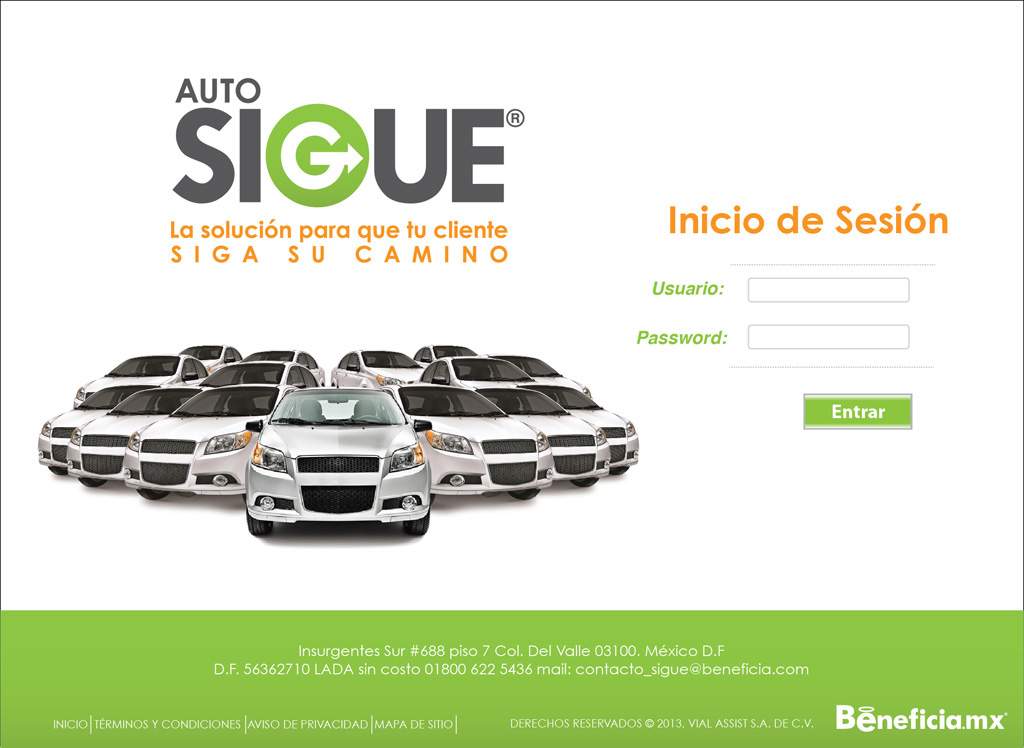 AUTO
SIGUE®
La solución para que tu cliente
SIGA SU CAMINO
Inicio de Sesión
Usuario:
Password:
Entrar
Insurgentes Sur #688 piso 7 Col. Del Valle 03100. México D.F
D.F. 56362710 LADA sin costo 01800 622 5436 mail: contacto_sigue@beneficia.com
INICIO|TÉRMINOS Y CONDICIONES|AVISO DE PRIVACIDAD|MAPA DE SITIO|
DERECHOS RESERVADOS © 2013, VIAL ASSIST S.A. DE C.V.
Beneficia.mx®